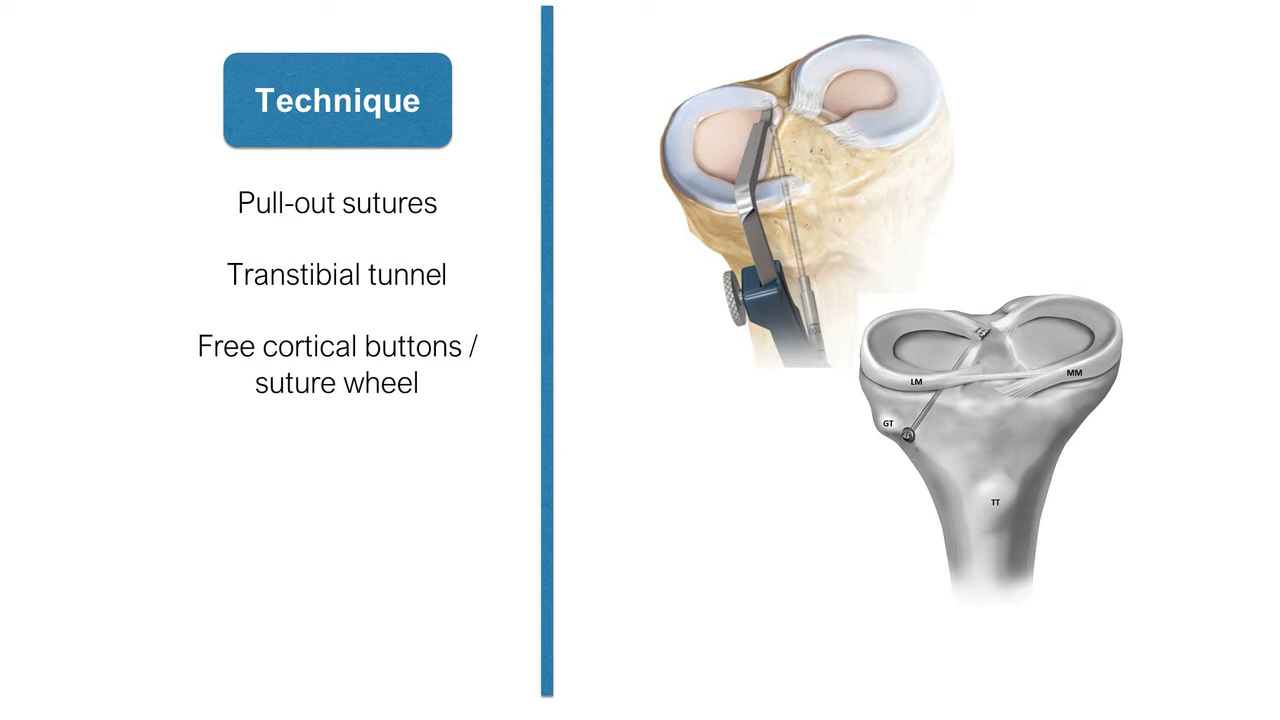 Technique
Pull-out sutures
Transtibial tunnel
Free cortical buttons /
suture wheel
LM
MM
GT
TT